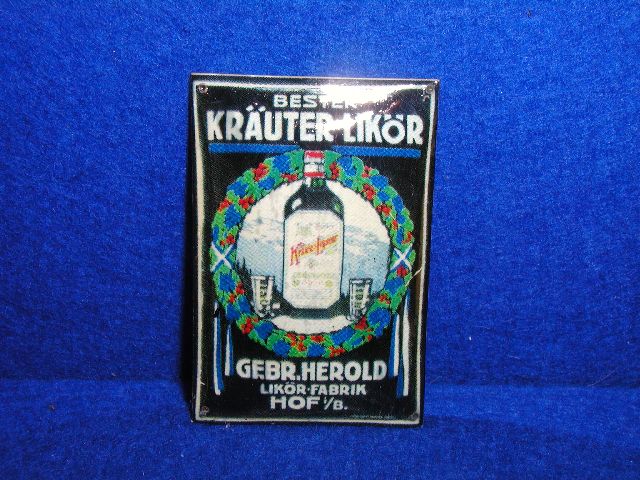 BESTER
KRÄUTER-LIKÖR
GEBR. HEROLD
LIKÖR-FABRIK
HOF i/B.